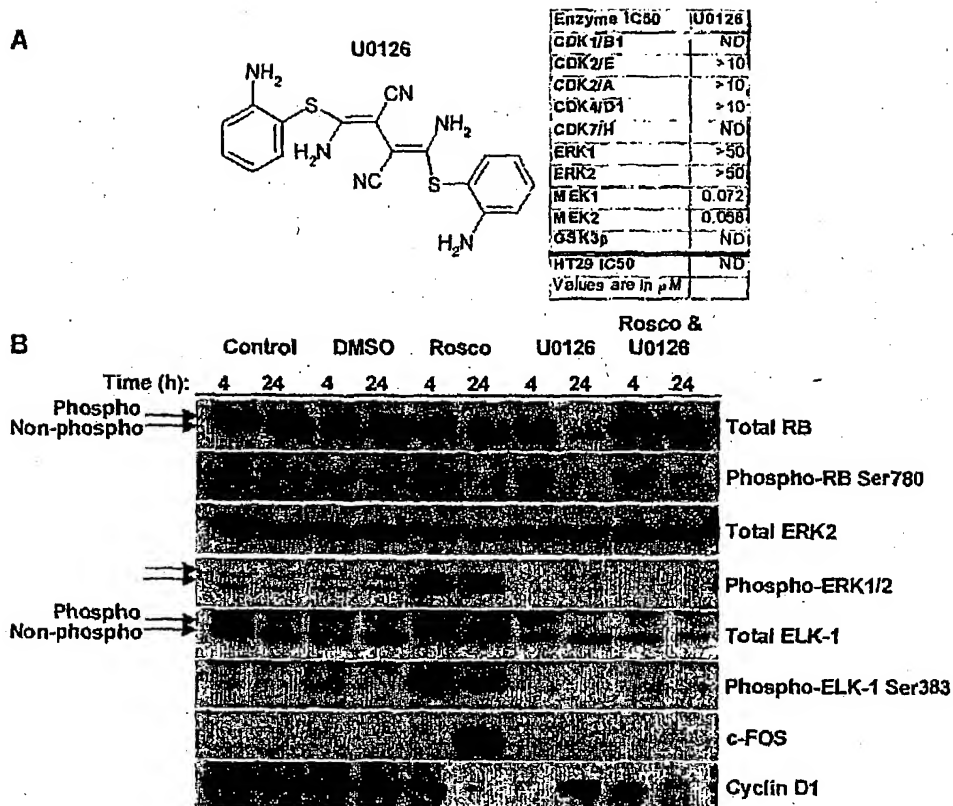 A
U0126
NH2
S
CN
NH2
H2N
CN
S
H2N
Enzyme IC50 U0126
CDK1/B1 ND
CDK2/E >10
CDK2/A >10
CDK4/D1 >10
CDK7/H ND
ERK1 >50
ERK2 >50
MEK1 0.072
MEK2 0.058
GSK3β ND
HT29 IC50 ND
Values are in μM
B
Control DMSO Rosco U0126 Rosco & U0126
Time (h): 4 24 4 24 4 24 4 24 4 24
Phospho
Non-phospho
Total RB
Phospho-RB Ser780
Total ERK2
Phospho-ERK1/2
Phospho
Non-phospho
Total ELK-1
Phospho-ELK-1 Ser383
c-FOS
Cyclin D1